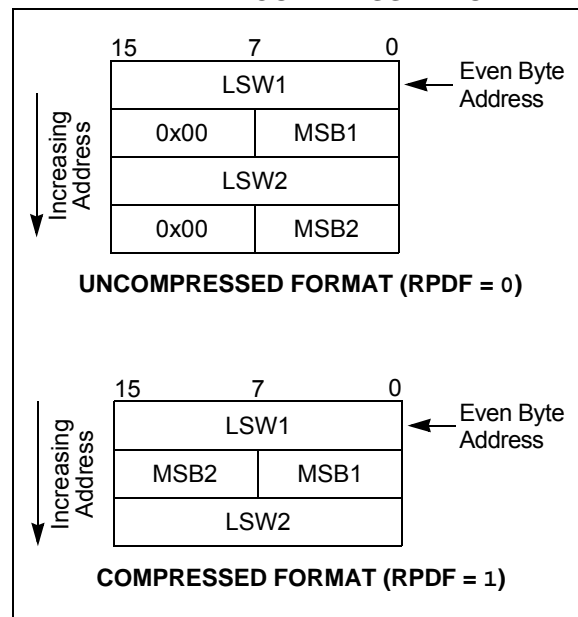 15 7 0
LSW1
Even Byte
Address
0x00 MSB1
LSW2
0x00 MSB2
Increasing
Address
UNCOMPRESSED FORMAT (RPDF = 0)
15 7 0
LSW1
Even Byte
Address
MSB2 MSB1
LSW2
Increasing
Address
COMPRESSED FORMAT (RPDF = 1)